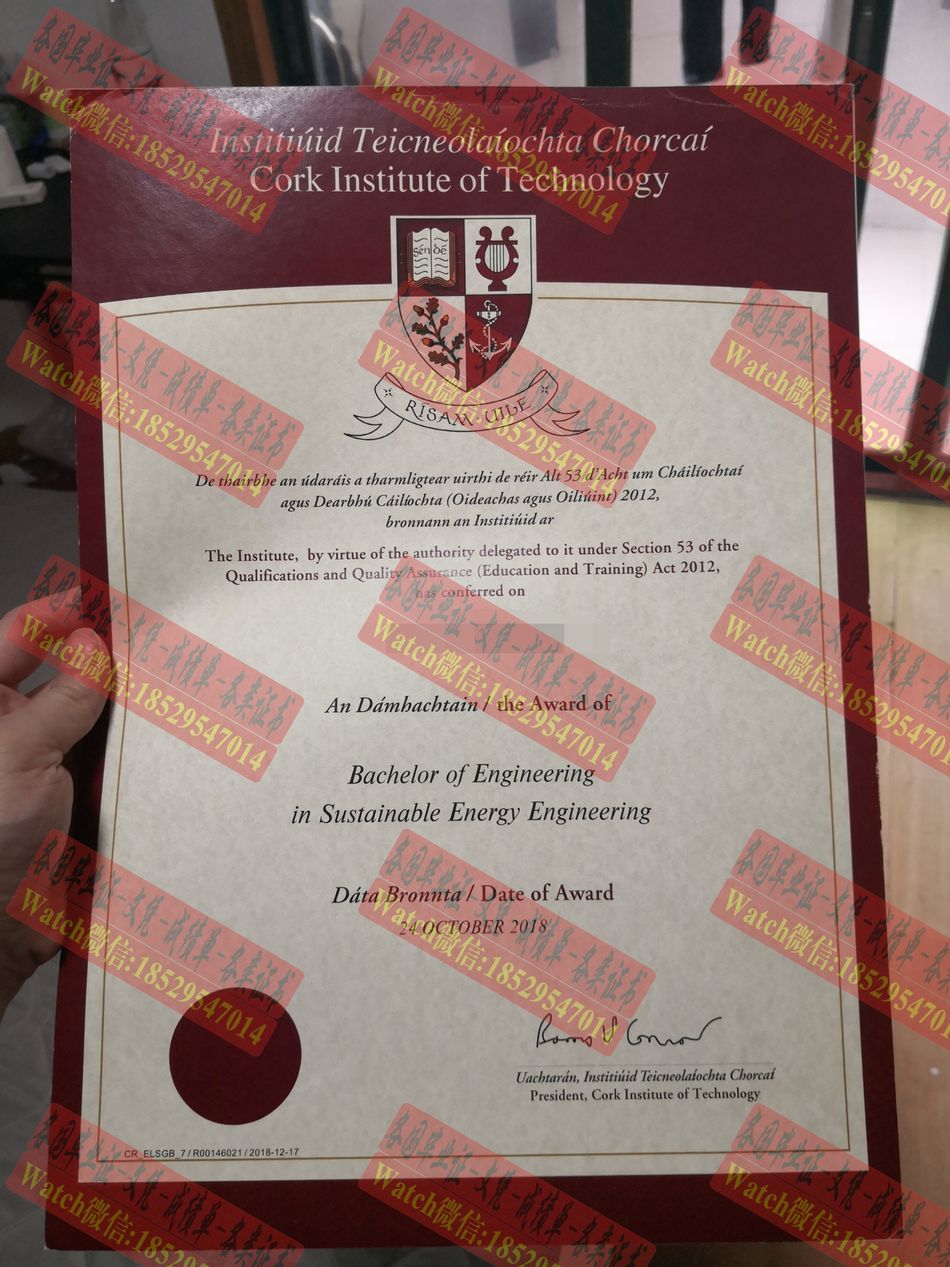 Institiúid Teicneolaíochta Chorcaí
Cork Institute of Technology
sén dé
RÍSAM·UILE
De thairbhe an údaráis a tharmligtear uirthi de réir Alt 53 d'Acht um Cháilíochtaí
agus Dearbhú Cáilíochta (Oideachas agus Oiliúint) 2012,
bronnann an Institiúid ar
The Institute, by virtue of the authority delegated to it under Section 53 of the
Qualifications and Quality Assurance (Education and Training) Act 2012,
has conferred on
An Dámhachtain / the Award of
Bachelor of Engineering
in Sustainable Energy Engineering
Dáta Bronnta / Date of Award
24 OCTOBER 2018
Uachtarán, Institiúid Teicneolaíochta Chorcaí
President, Cork Institute of Technology
CR_ELSGB_7 / R00146021 / 2018-12-17
各国毕业证-文凭-成绩单-各类证书
Watch微信:18529547014